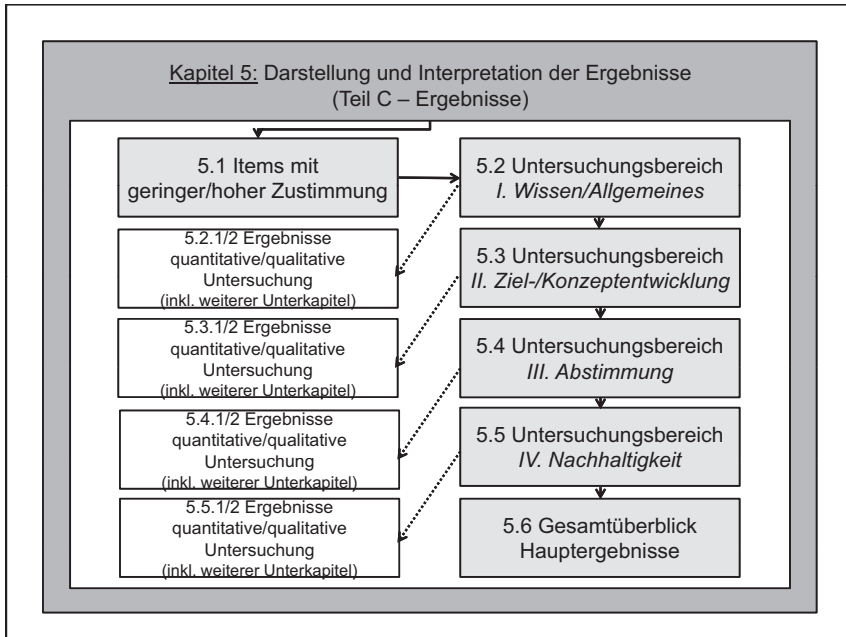 Kapitel 5: Darstellung und Interpretation der Ergebnisse
(Teil C – Ergebnisse)
5.1 Items mit
geringer/hoher Zustimmung
5.2 Untersuchungsbereich
I. Wissen/Allgemeines
5.2.1/2 Ergebnisse
quantitative/qualitative
Untersuchung
(inkl. weiterer Unterkapitel)
5.3 Untersuchungsbereich
II. Ziel-/Konzeptentwicklung
5.3.1/2 Ergebnisse
quantitative/qualitative
Untersuchung
(inkl. weiterer Unterkapitel)
5.4 Untersuchungsbereich
III. Abstimmung
5.4.1/2 Ergebnisse
quantitative/qualitative
Untersuchung
(inkl. weiterer Unterkapitel)
5.5 Untersuchungsbereich
IV. Nachhaltigkeit
5.5.1/2 Ergebnisse
quantitative/qualitative
Untersuchung
(inkl. weiterer Unterkapitel)
5.6 Gesamtüberblick
Hauptergebnisse